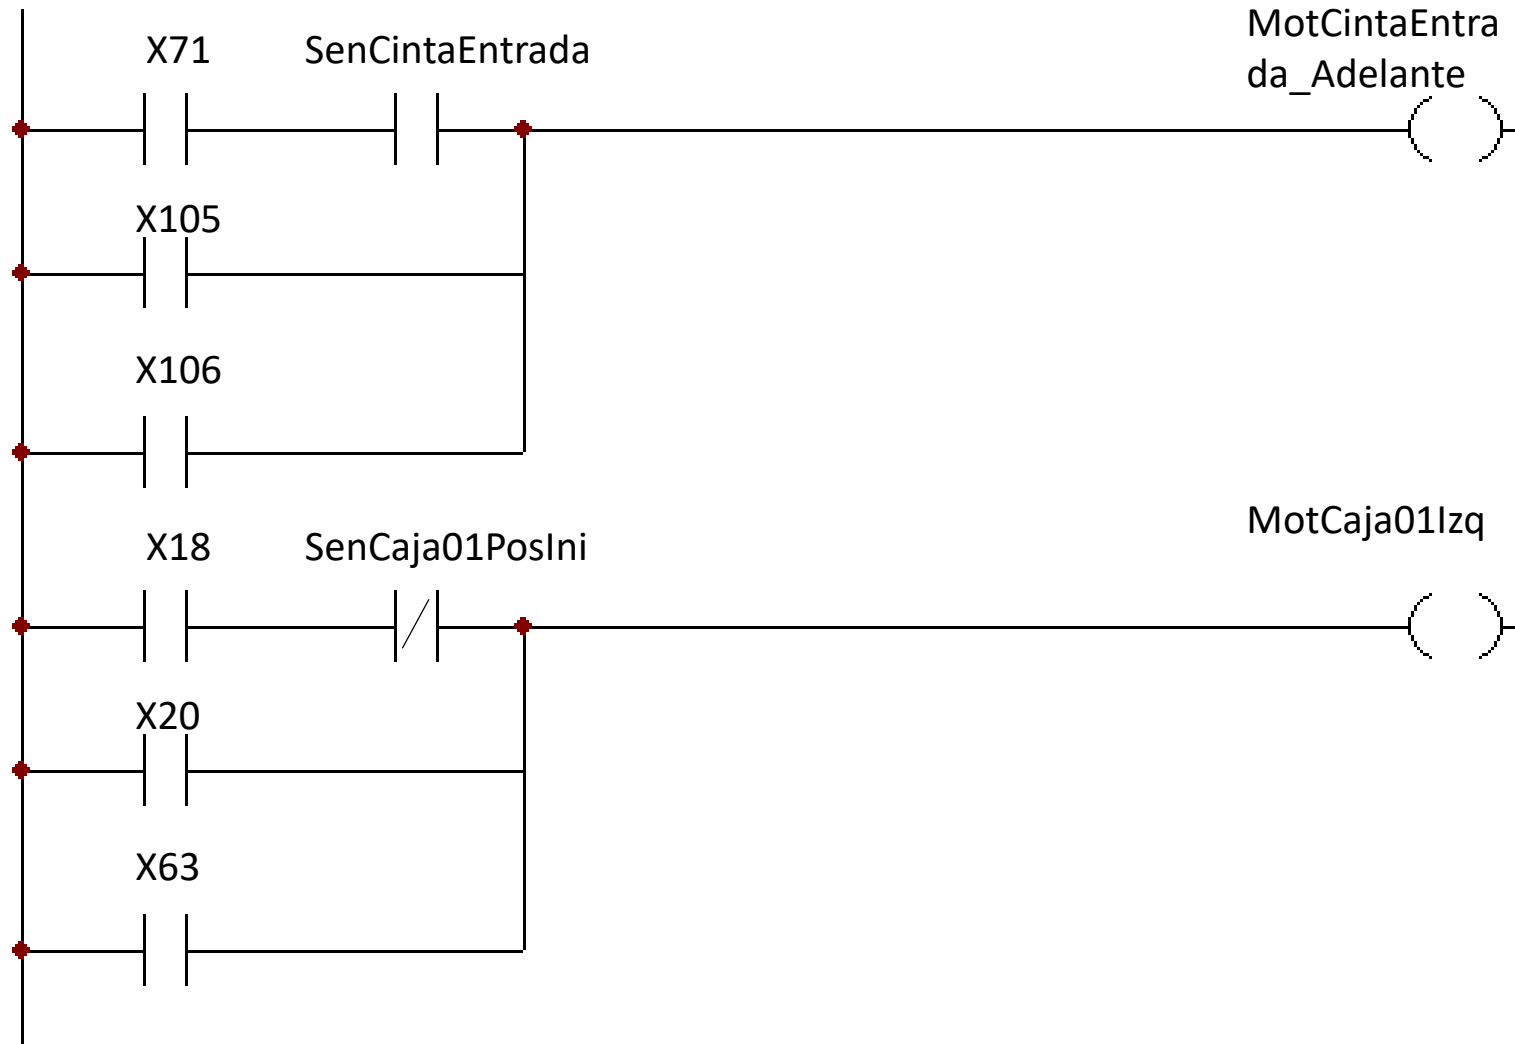 X71
SenCintaEntrada
MotCintaEntra
da_Adelante
X105
X106
X18
SenCaja01PosIni
MotCaja01Izq
X20
X63